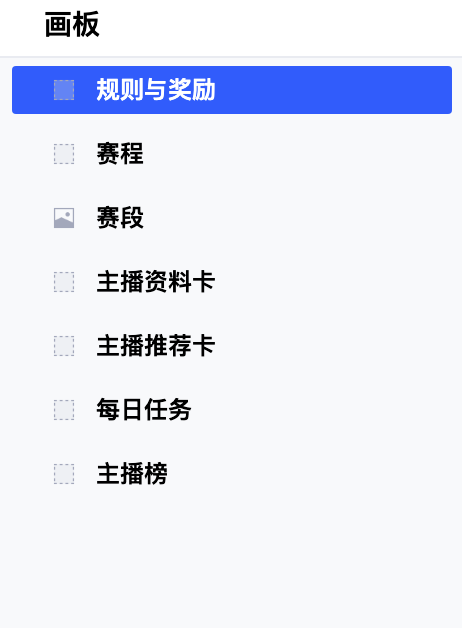 画板
规则与奖励
赛程
赛段
主播资料卡
主播推荐卡
每日任务
主播榜